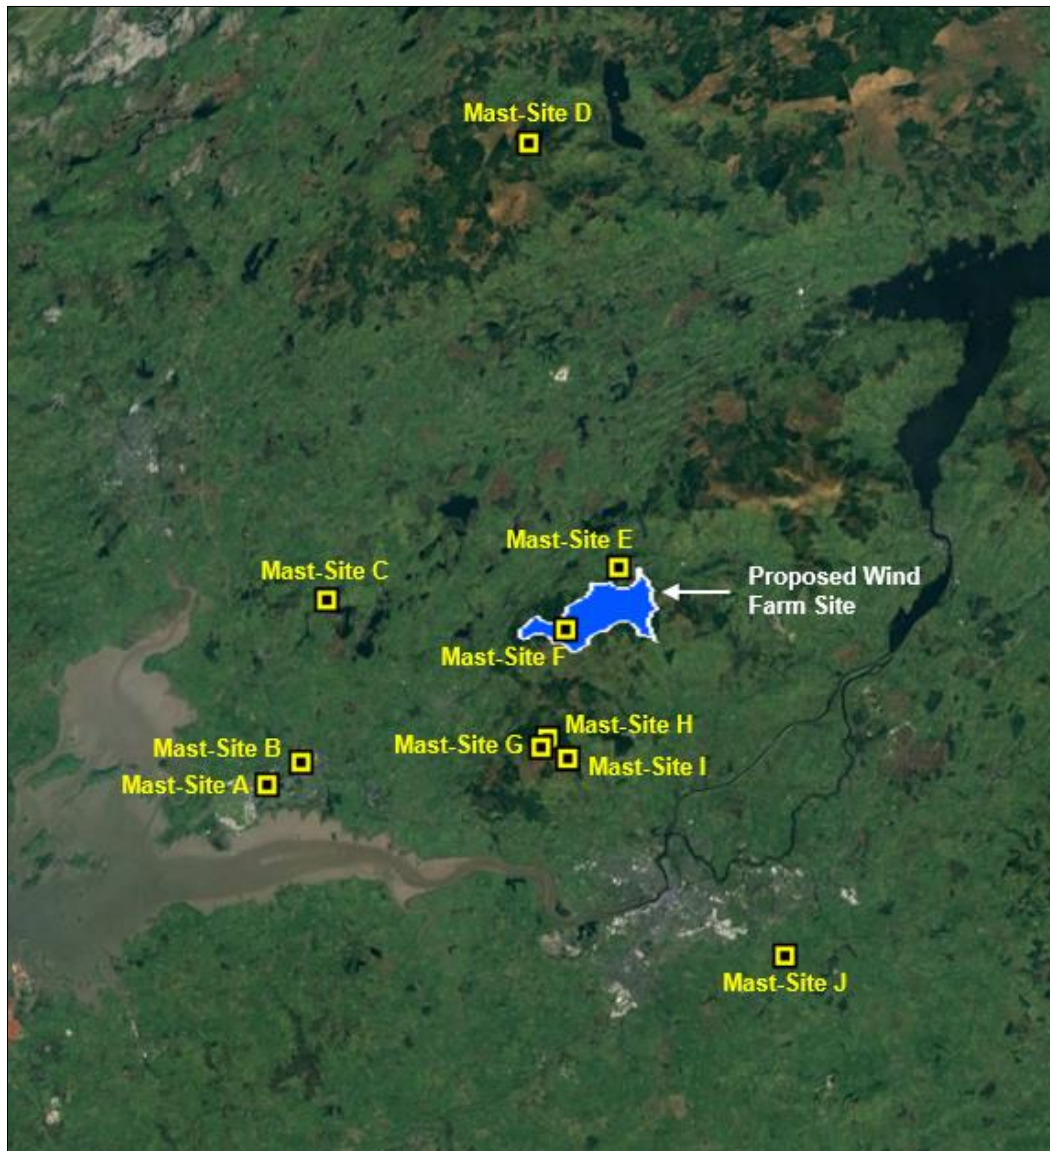 Mast-Site D
Mast-Site E
Mast-Site C
Proposed Wind
Farm Site
Mast-Site F
Mast-Site H
Mast-Site G
Mast-Site B
Mast-Site I
Mast-Site A
Mast-Site J